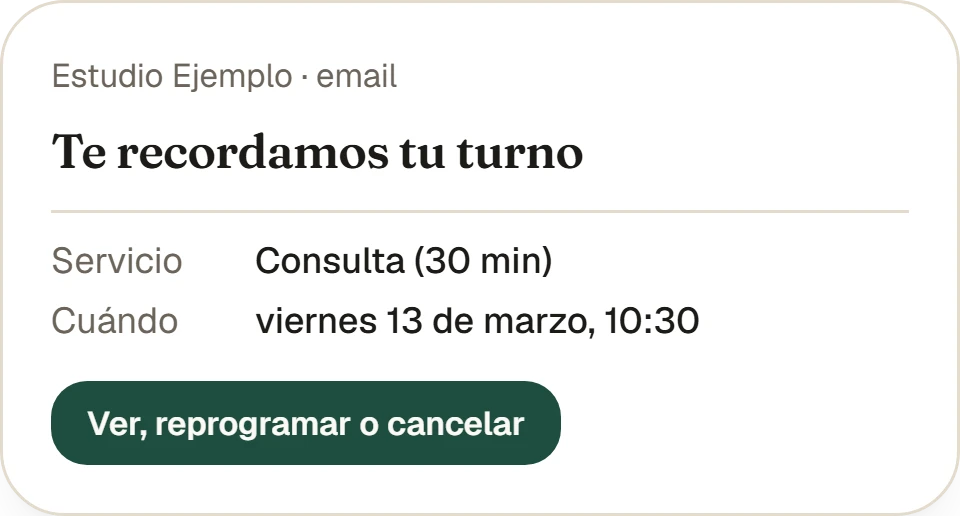 Estudio Ejemplo · email
Te recordamos tu turno
Servicio Consulta (30 min)
Cuándo viernes 13 de marzo, 10:30
Ver, reprogramar o cancelar